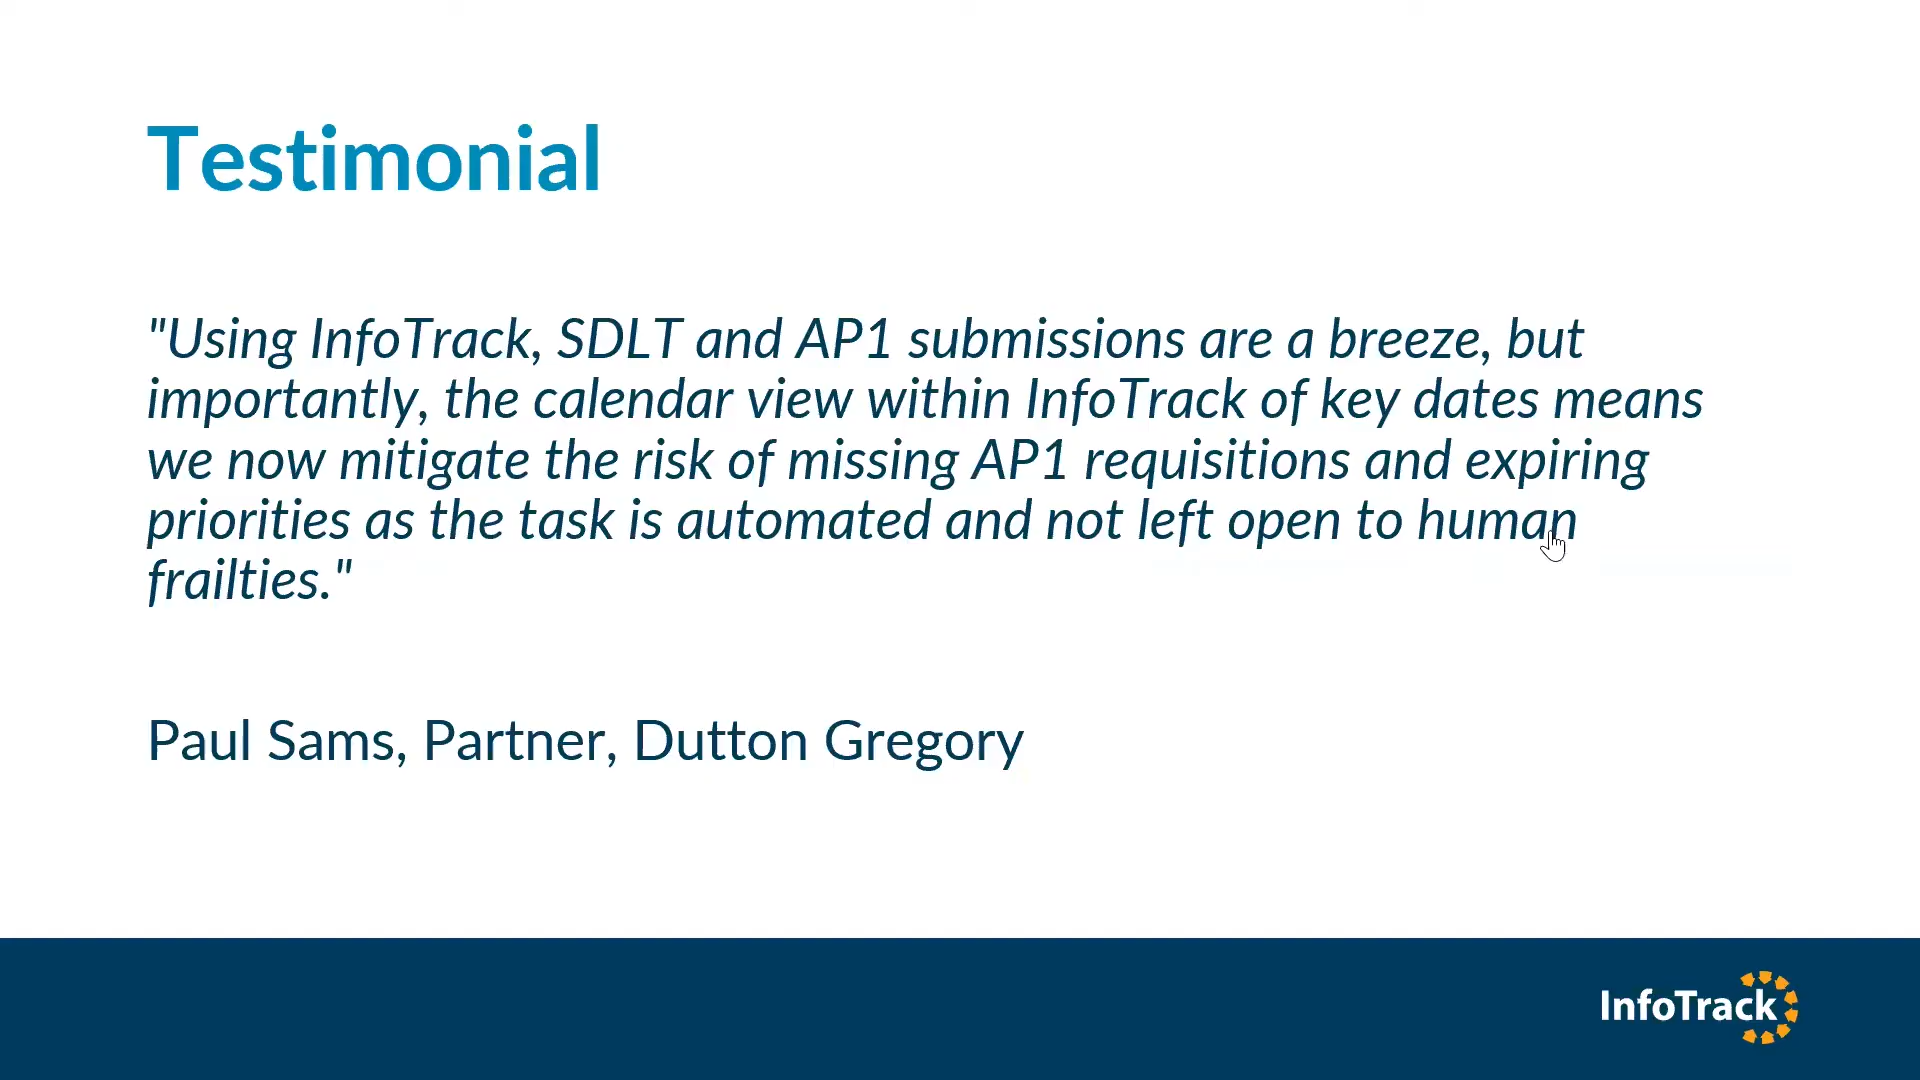 Testimonial
"Using InfoTrack, SDLT and AP1 submissions are a breeze, but
importantly, the calendar view within InfoTrack of key dates means
we now mitigate the risk of missing AP1 requisitions and expiring
priorities as the task is automated and not left open to human
frailties."
Paul Sams, Partner, Dutton Gregory
InfoTrack